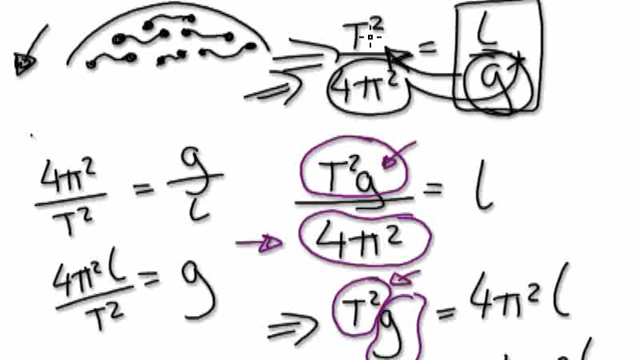 ⇒ T²/4π² = l/g
4π²/T² = g/l
T²g/4π² = l
4π²l/T² = g
⇒ T²g = 4π²l